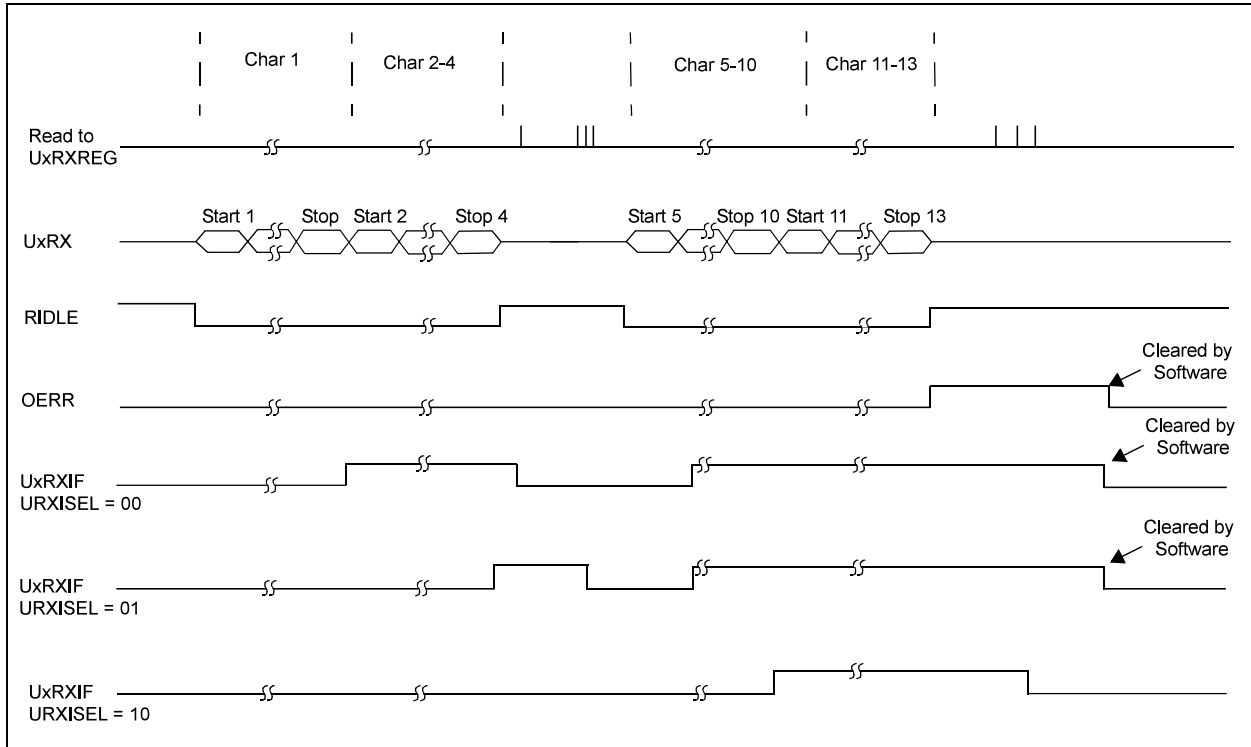 Char 1
Char 2-4
Char 5-10
Char 11-13
Read to
UxRXREG
Start 1
Stop
Start 2
Stop 4
Start 5
Stop 10
Start 11
Stop 13
UxRX
RIDLE
Cleared by
Software
OERR
Cleared by
Software
UxRXIF
URXISEL = 00
Cleared by
Software
UxRXIF
URXISEL = 01
UxRXIF
URXISEL = 10